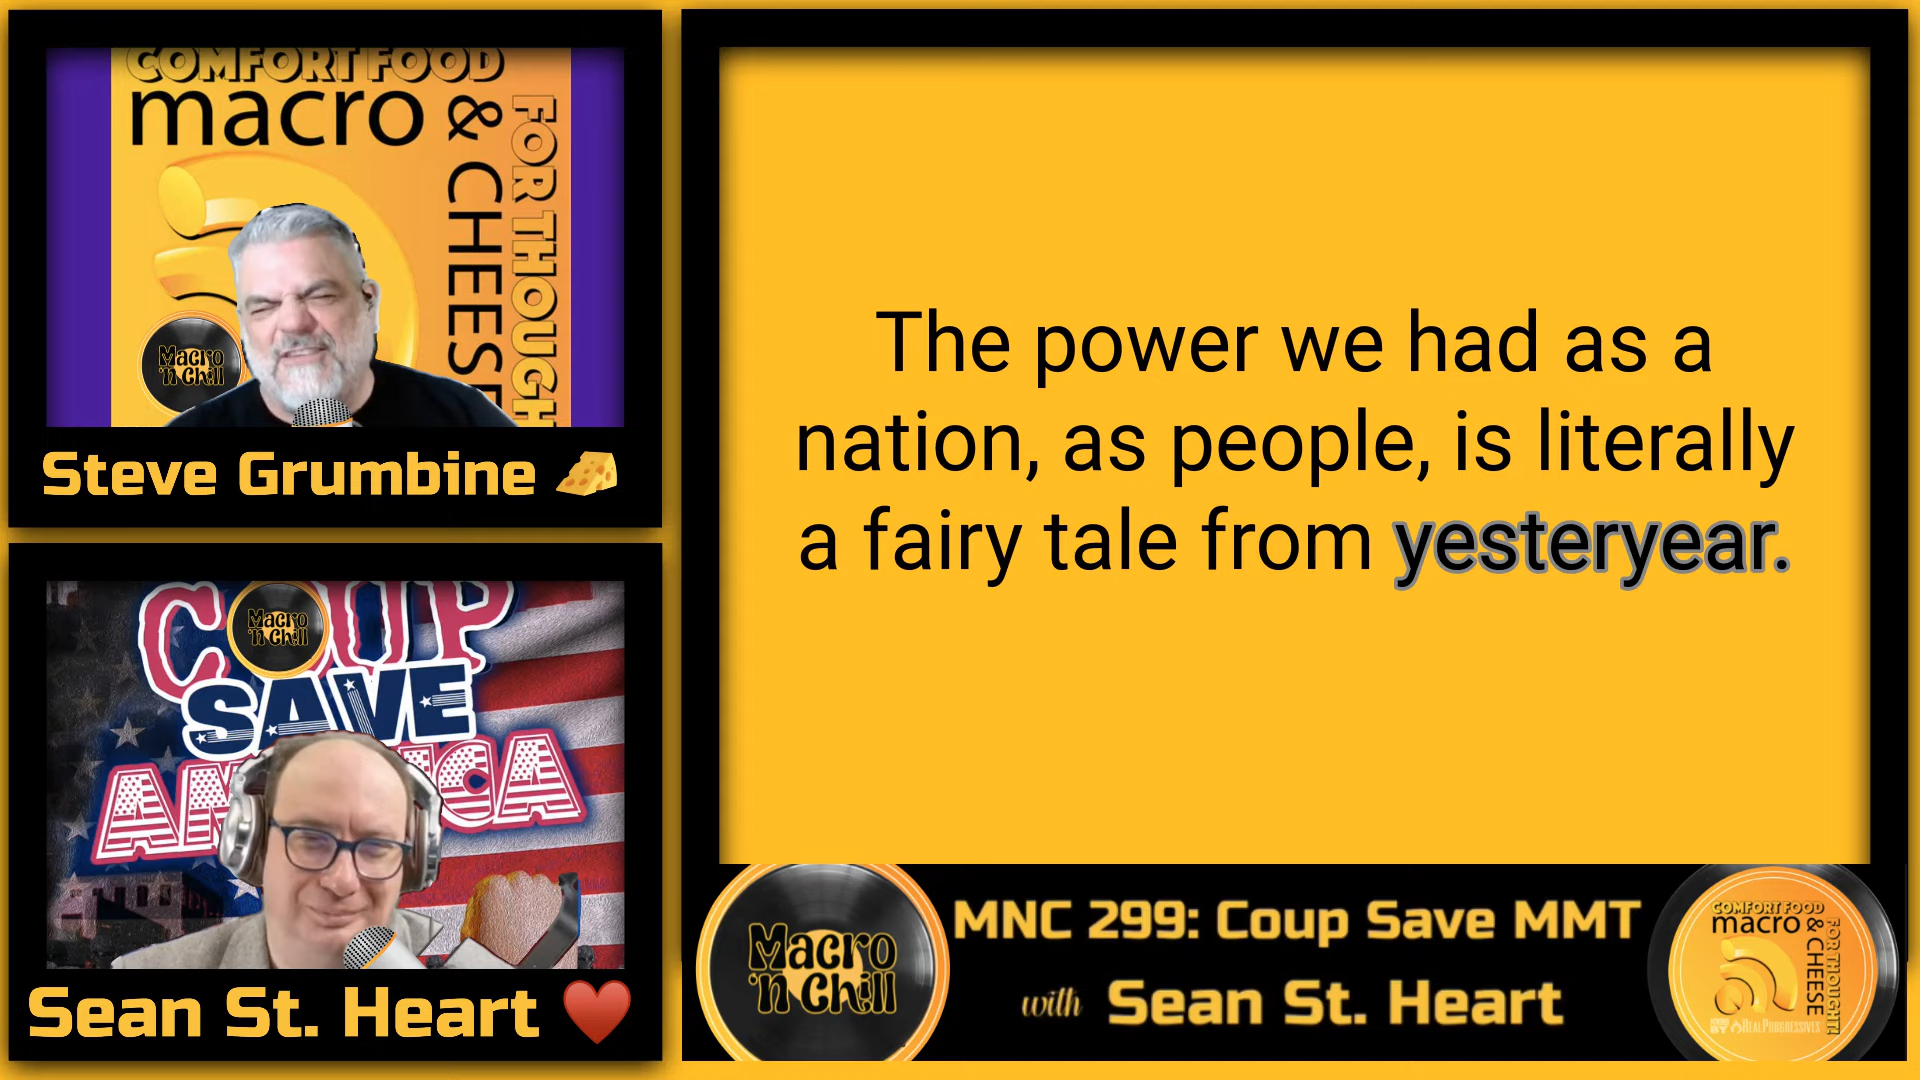 COMFORT FOOD
macro
& CHEESE
FOR THOUGH
Macro
'N Chill
Steve Grumbine
The power we had as a
nation, as people, is literally
a fairy tale from yesteryear.
COUP
Macro
'N Chill
SAVE
AMERICA
Sean St. Heart
Macro
'N Chill
MNC 299: Coup Save MMT
with Sean St. Heart
COMFORT FOOD
macro
& CHEESE
FOR THOUGHT!
REALPROGRESSIVES